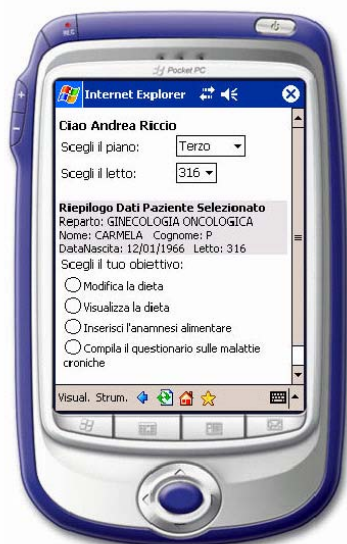 REC
Pocket PC
Internet Explorer
Ciao Andrea Riccio
Scegli il piano: Terzo
Scegli il letto: 316
Riepilogo Dati Paziente Selezionato
Reparto: GINECOLOGIA ONCOLOGICA
Nome: CARMELA Cognome: P
DataNascita: 12/01/1966 Letto: 316
Scegli il tuo obiettivo:
Modifica la dieta
Visualizza la dieta
Inserisci l'anamnesi alimentare
Compila il questionario sulle malattie
croniche
Visual. Strum.